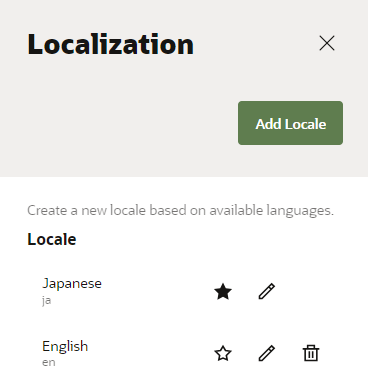 Localization
Add Locale
Create a new locale based on available languages.
Locale
Japanese
ja
English
en